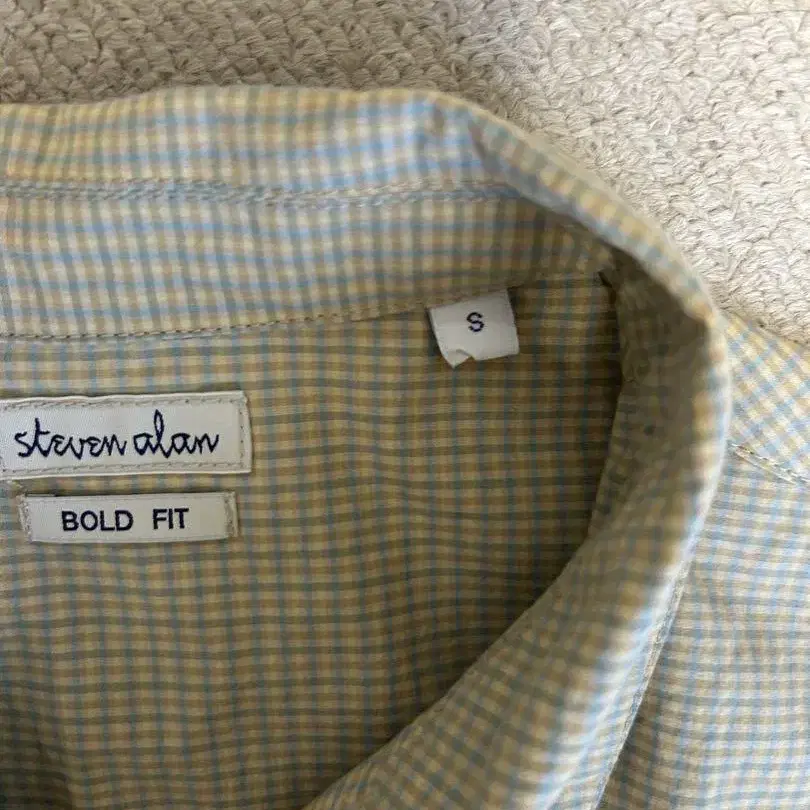 S
steven alan
BOLD FIT